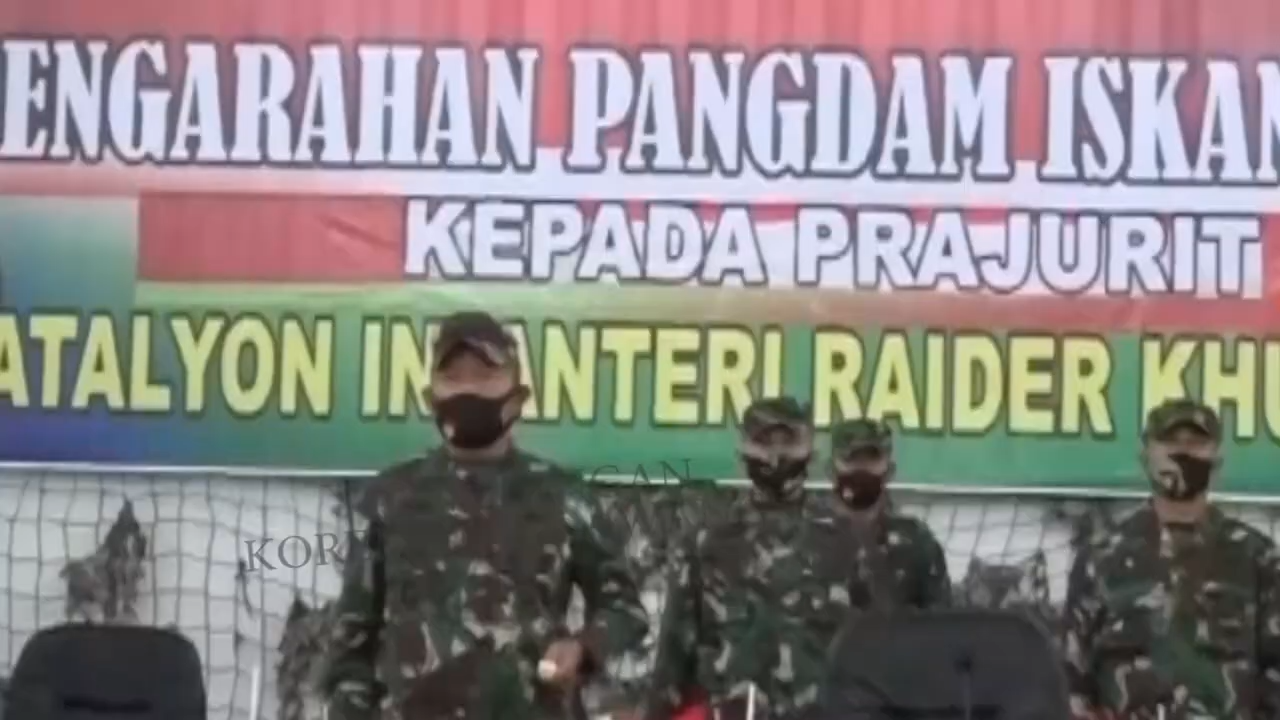 ENGARAHAN PANGDAM ISKAN
KEPADA PRAJURIT
ATALYON INFANTERI RAIDER KHU